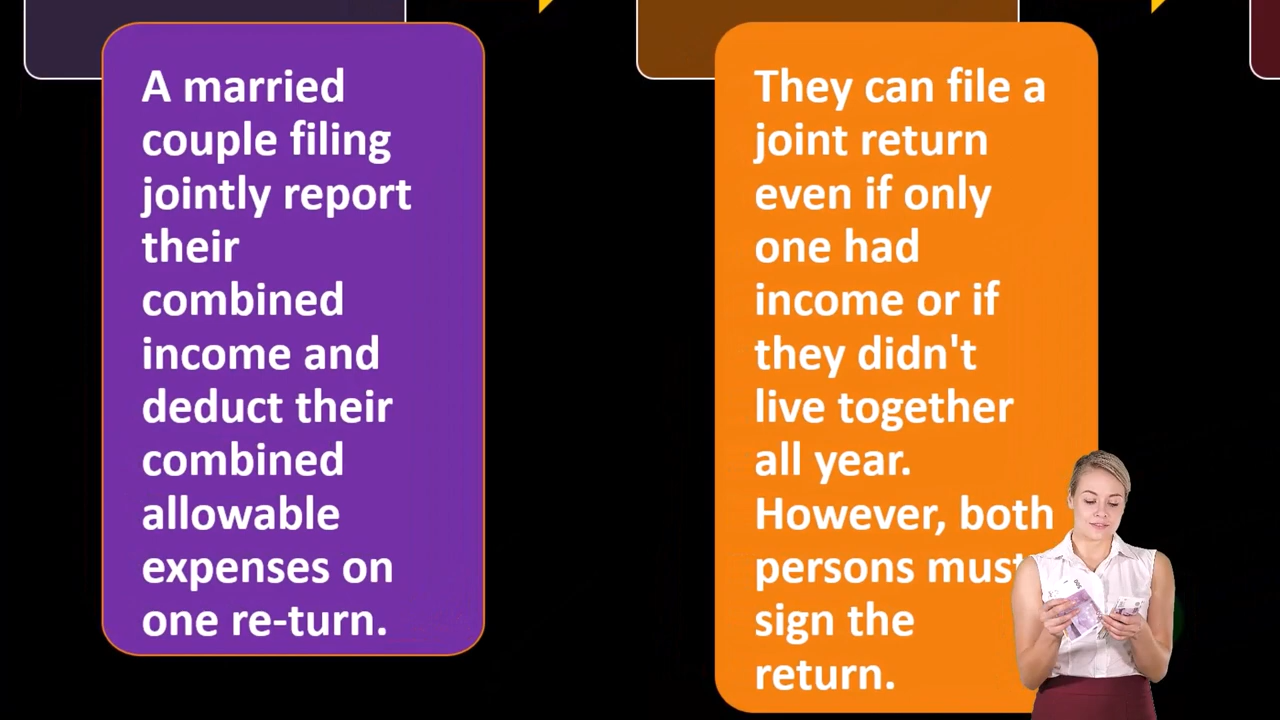 A married
couple filing
jointly report
their
combined
income and
deduct their
combined
allowable
expenses on
one re-turn.
They can file a
joint return
even if only
one had
income or if
they didn't
live together
all year.
However, both
persons must
sign the
return.